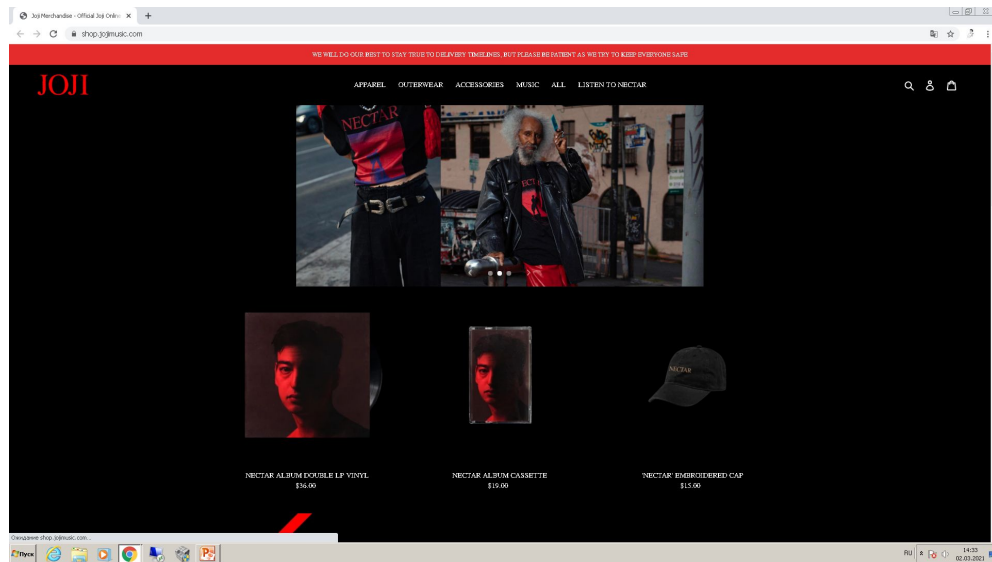 Joji Merchandise - Official Joji Onlin
shop.jojimusic.com
WE WILL DO OUR BEST TO STAY TRUE TO DELIVERY TIMELINES, BUT PLEASE BE PATIENT AS WE TRY TO KEEP EVERYONE SAFE
JOJI
APPAREL OUTERWEAR ACCESSORIES MUSIC ALL LISTEN TO NECTAR
NECTAR
NECTAR
NECTAR ALBUM DOUBLE LP VINYL
$36.00
NECTAR ALBUM CASSETTE
$19.00
'NECTAR' EMBROIDERED CAP
$15.00
Ожидание shop.jojimusic.com...
Пуск
RU
14:33
02.03.2021